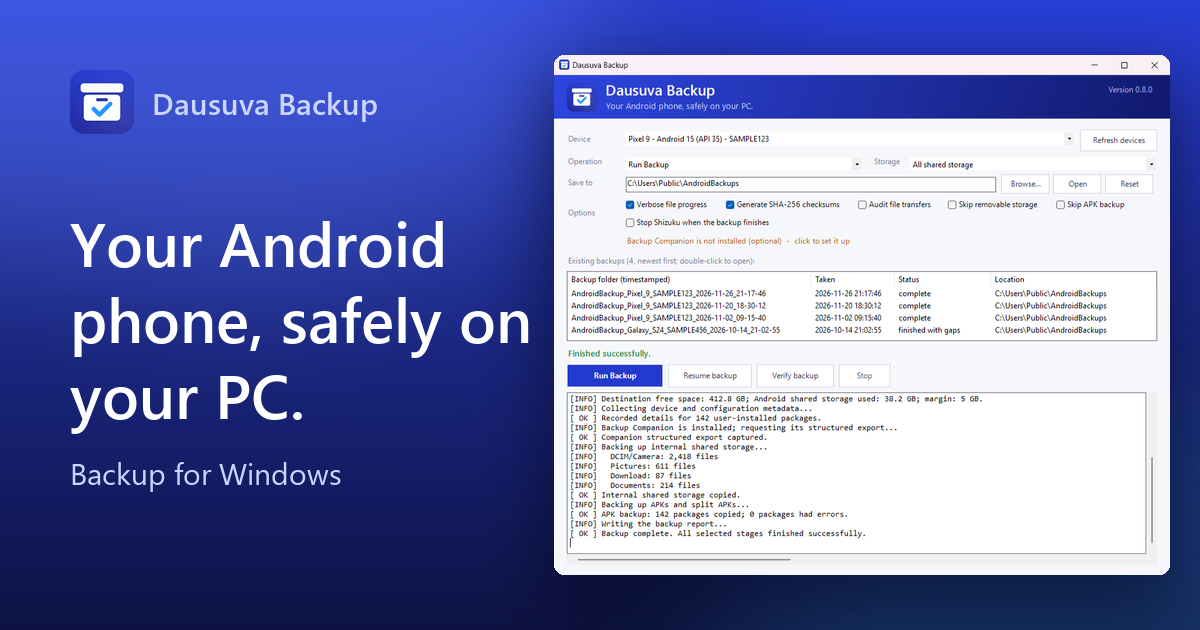 Dausuva Backup
Your Android
phone, safely on
your PC.
Backup for Windows
Dausuva Backup
Dausuva Backup
Your Android phone, safely on your PC.
Version 0.8.0
Device
Pixel 9 - Android 15 (API 35) - SAMPLE123
Refresh devices
Operation
Run Backup
Storage
All shared storage
Save to
C:\Users\Public\AndroidBackups
Browse...
Open
Reset
Options
Verbose file progress
Generate SHA-256 checksums
Audit file transfers
Skip removable storage
Skip APK backup
Stop Shizuku when the backup finishes
Backup Companion is not installed (optional) - click to set it up
Existing backups (4, newest first; double-click to open):
Backup folder (timestamped) Taken Status Location
AndroidBackup_Pixel_9_SAMPLE123_2026-11-26_21-17-46 2026-11-26 21:17:46 complete C:\Users\Public\AndroidBackups
AndroidBackup_Pixel_9_SAMPLE123_2026-11-20_18-30-12 2026-11-20 18:30:12 complete C:\Users\Public\AndroidBackups
AndroidBackup_Pixel_9_SAMPLE123_2026-11-02_09-15-40 2026-11-02 09:15:40 complete C:\Users\Public\AndroidBackups
AndroidBackup_Galaxy_S24_SAMPLE456_2026-10-14_21-02-55 2026-10-14 21:02:55 finished with gaps C:\Users\Public\AndroidBackups
Finished successfully.
Run Backup
Resume backup
Verify backup
Stop
[INFO] Destination free space: 412.8 GB; Android shared storage used: 38.2 GB; margin: 5 GB.
[INFO] Collecting device and configuration metadata...
[ OK ] Recorded details for 142 user-installed packages.
[INFO] Backup Companion is installed; requesting its structured export...
[ OK ] Companion structured export captured.
[INFO] Backing up internal shared storage...
[INFO]   DCIM/Camera: 2,418 files
[INFO]   Pictures: 611 files
[INFO]   Download: 87 files
[INFO]   Documents: 214 files
[ OK ] Internal shared storage copied.
[INFO] Backing up APKs and split APKs...
[ OK ] APK backup: 142 packages copied; 0 packages had errors.
[INFO] Writing the backup report...
[ OK ] Backup complete. All selected stages finished successfully.